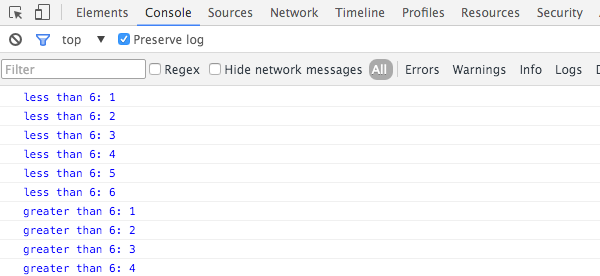 Elements Console Sources Network Timeline Profiles Resources Security
top ▼ Preserve log
Filter Regex Hide network messages All Errors Warnings Info Logs
less than 6: 1
less than 6: 2
less than 6: 3
less than 6: 4
less than 6: 5
less than 6: 6
greater than 6: 1
greater than 6: 2
greater than 6: 3
greater than 6: 4